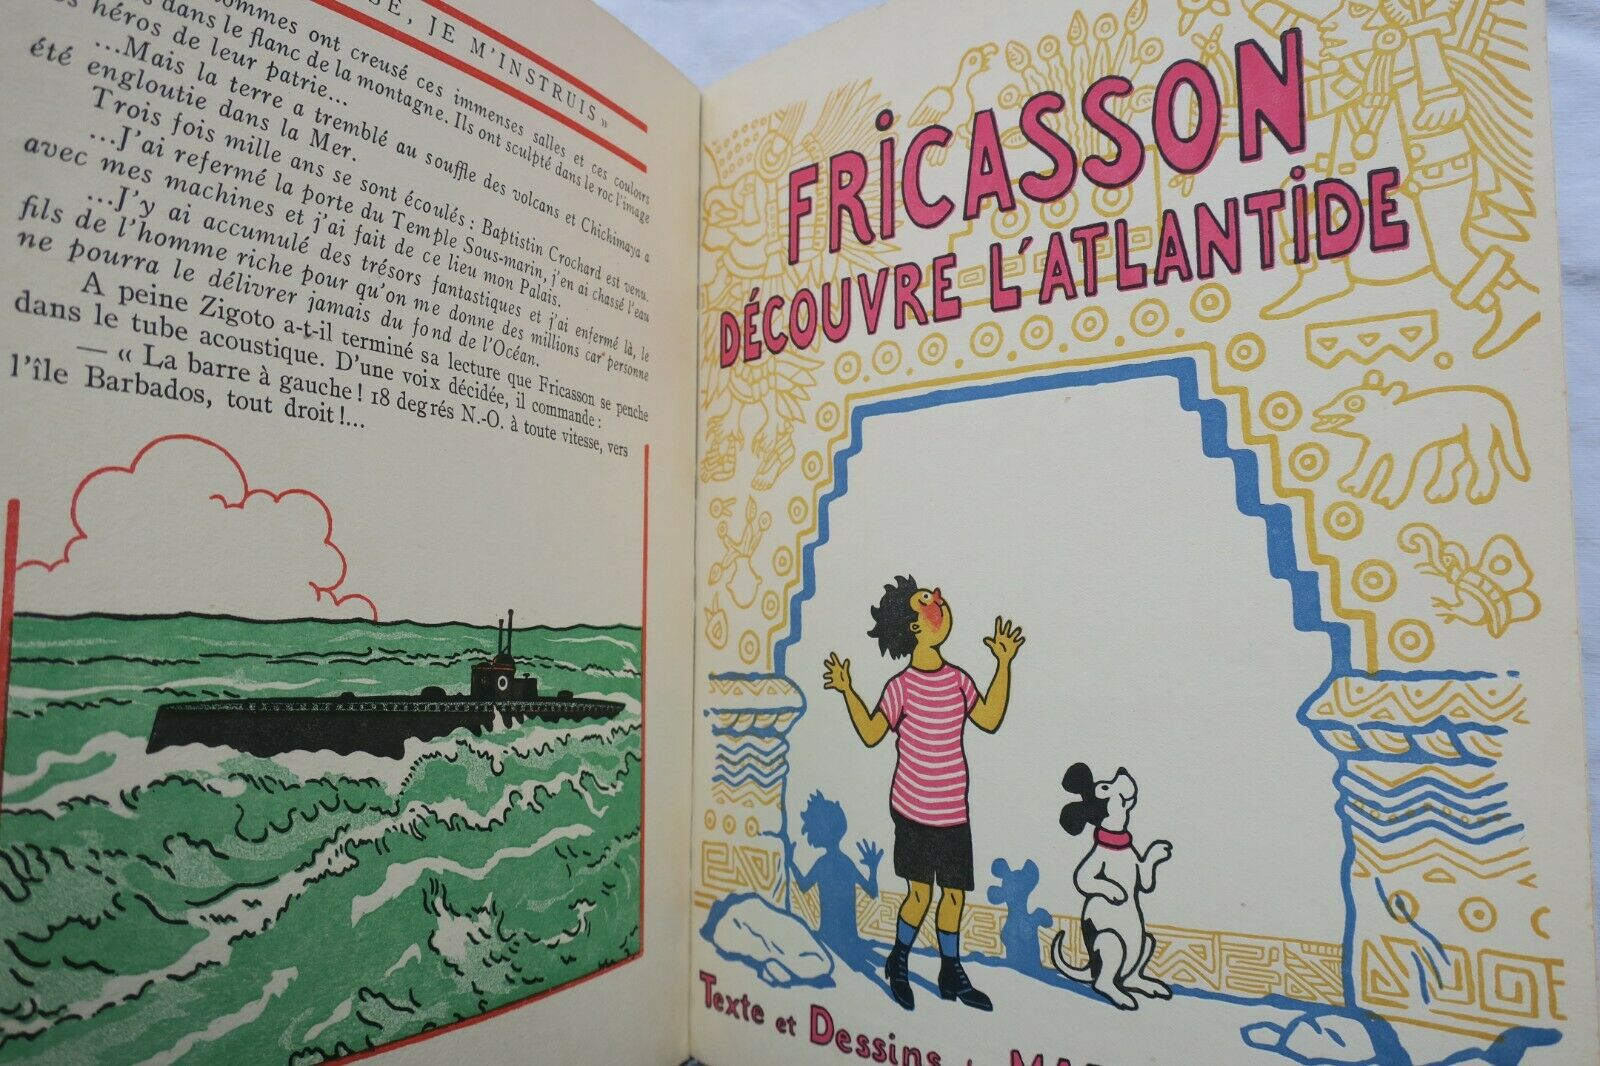 SE, JE M'INSTRUIS »
hommes ont creusé ces immenses salles et ces couloirs
dans le flanc de la montagne. Ils ont sculpté dans le roc l'image
héros de leur patrie...
...Mais la terre a tremblé au souffle des volcans et Chichimaya a
été engloutie dans la Mer.
Trois fois mille ans se sont écoulés : Baptistin Crochard est venu.
...J'ai refermé la porte du Temple Sous-marin, j'en ai chassé l'eau
avec mes machines et j'ai fait de ce lieu mon Palais.
...J'y ai accumulé des trésors fantastiques et j'ai enfermé là, le
fils de l'homme riche pour qu'on me donne des millions car personne
ne pourra le délivrer jamais du fond de l'Océan.
A peine Zigoto a-t-il terminé sa lecture que Fricasson se penche
dans le tube acoustique. D'une voix décidée, il commande :
— « La barre à gauche ! 18 degrés N.-O. à toute vitesse, vers
l'île Barbados, tout droit !...
FRICASSON
DÉCOUVRE L'ATLANTIDE
Texte et Dessins